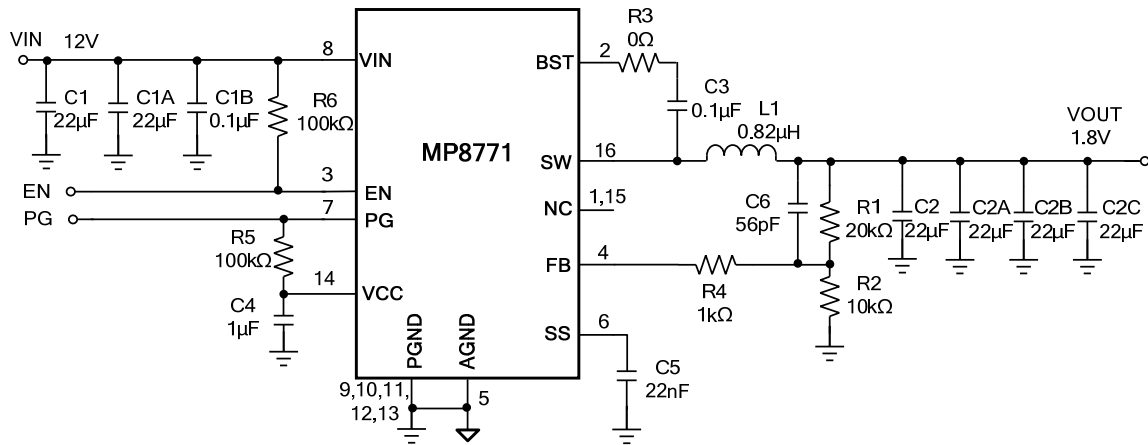 VIN 12V
8
VIN
C1
22µF
C1A
22µF
C1B
0.1µF
R6
100kΩ
EN
3
EN
PG
7
PG
R5
100kΩ
14
VCC
C4
1µF
MP8771
PGND
AGND
9,10,11,
12,13
5
BST
2
R3
0Ω
C3
0.1µF
L1
0.82µH
SW
16
NC
1,15
C6
56pF
R1
20kΩ
FB
4
R4
1kΩ
R2
10kΩ
SS
6
C5
22nF
C2
22µF
C2A
22µF
C2B
22µF
C2C
22µF
VOUT
1.8V